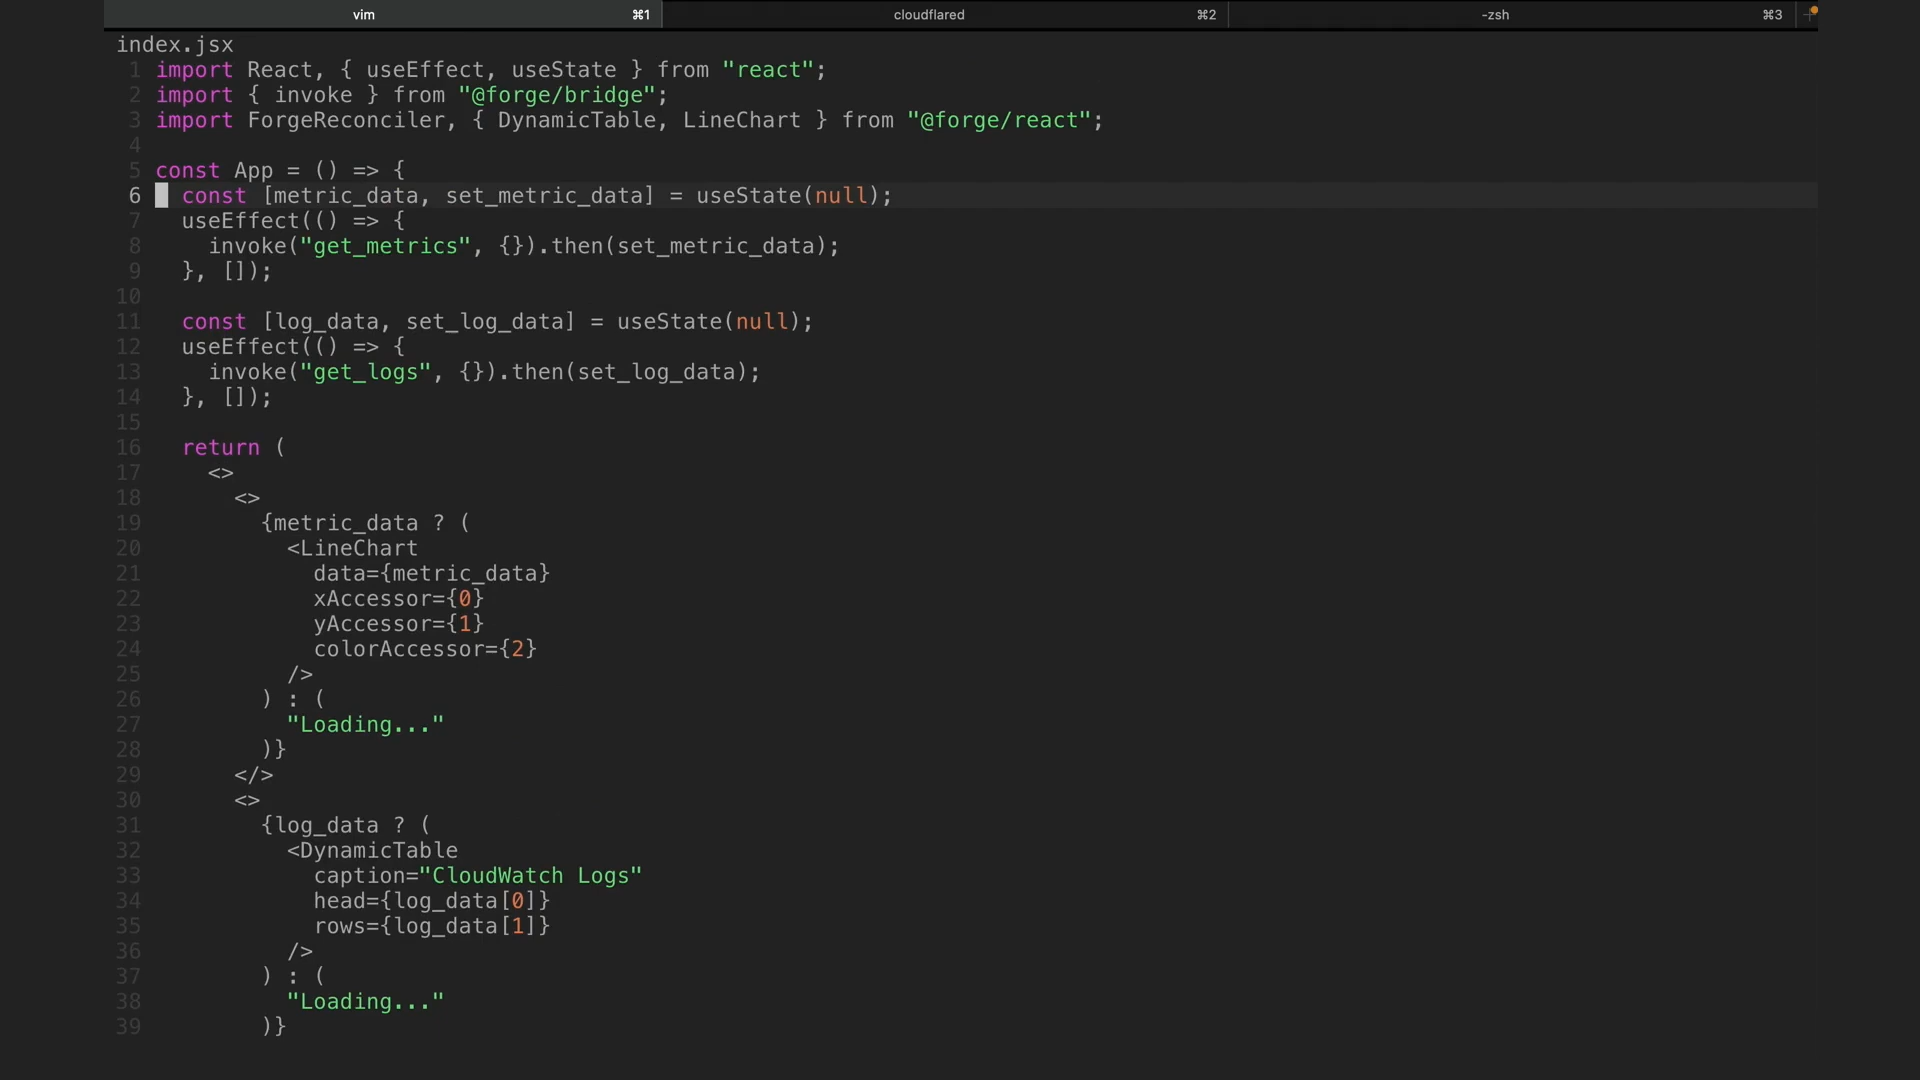 vim ⌘1 cloudflared ⌘2 -zsh ⌘3 +
index.jsx
1 import React, { useEffect, useState } from "react";
2 import { invoke } from "@forge/bridge";
3 import ForgeReconciler, { DynamicTable, LineChart } from "@forge/react";
4
5 const App = () => {
6   const [metric_data, set_metric_data] = useState(null);
7   useEffect(() => {
8     invoke("get_metrics", {}).then(set_metric_data);
9   }, []);
10
11   const [log_data, set_log_data] = useState(null);
12   useEffect(() => {
13     invoke("get_logs", {}).then(set_log_data);
14   }, []);
15
16   return (
17     <>
18       <>
19         {metric_data ? (
20           <LineChart
21             data={metric_data}
22             xAccessor={0}
23             yAccessor={1}
24             colorAccessor={2}
25           />
26         ) : (
27           "Loading..."
28         )}
29       </>
30       <>
31         {log_data ? (
32           <DynamicTable
33             caption="CloudWatch Logs"
34             head={log_data[0]}
35             rows={log_data[1]}
36           />
37         ) : (
38           "Loading..."
39         )}